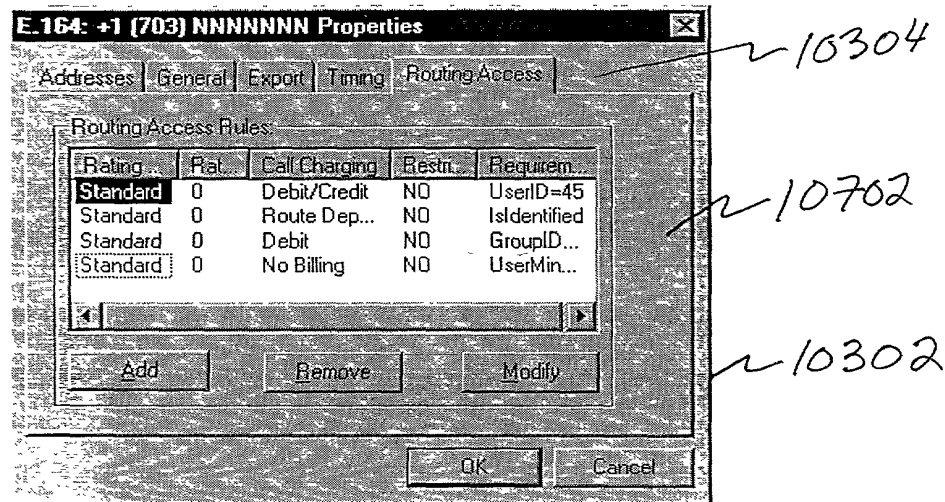 E.164: +1 (703) NNNNNNN Properties
10304
Addresses General Export Timing Routing Access
Routing Access Rules:
Rating... Rat... Call Charging Restri... Requirem...
Standard 0 Debit/Credit NO UserID=45
Standard 0 Route Dep... NO IsIdentified
10702
Standard 0 Debit NO GroupID...
Standard 0 No Billing NO UserMin...
Add Remove Modify
10302
OK Cancel